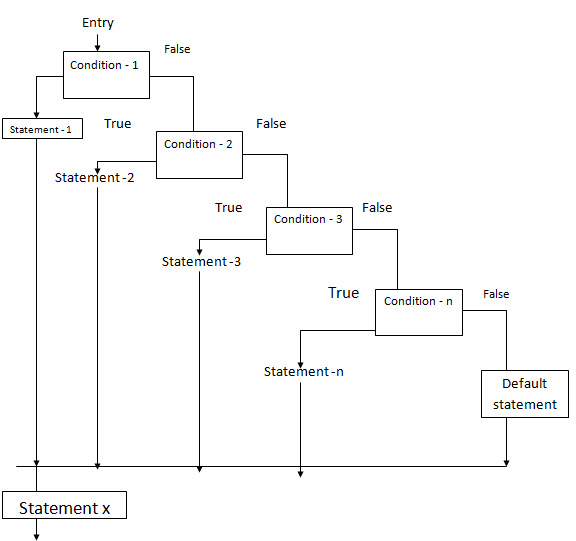 Entry
False
Condition - 1
Statement - 1
True
False
Condition - 2
Statement -2
True
False
Condition - 3
Statement -3
True
False
Condition - n
Statement -n
Default
statement
Statement x